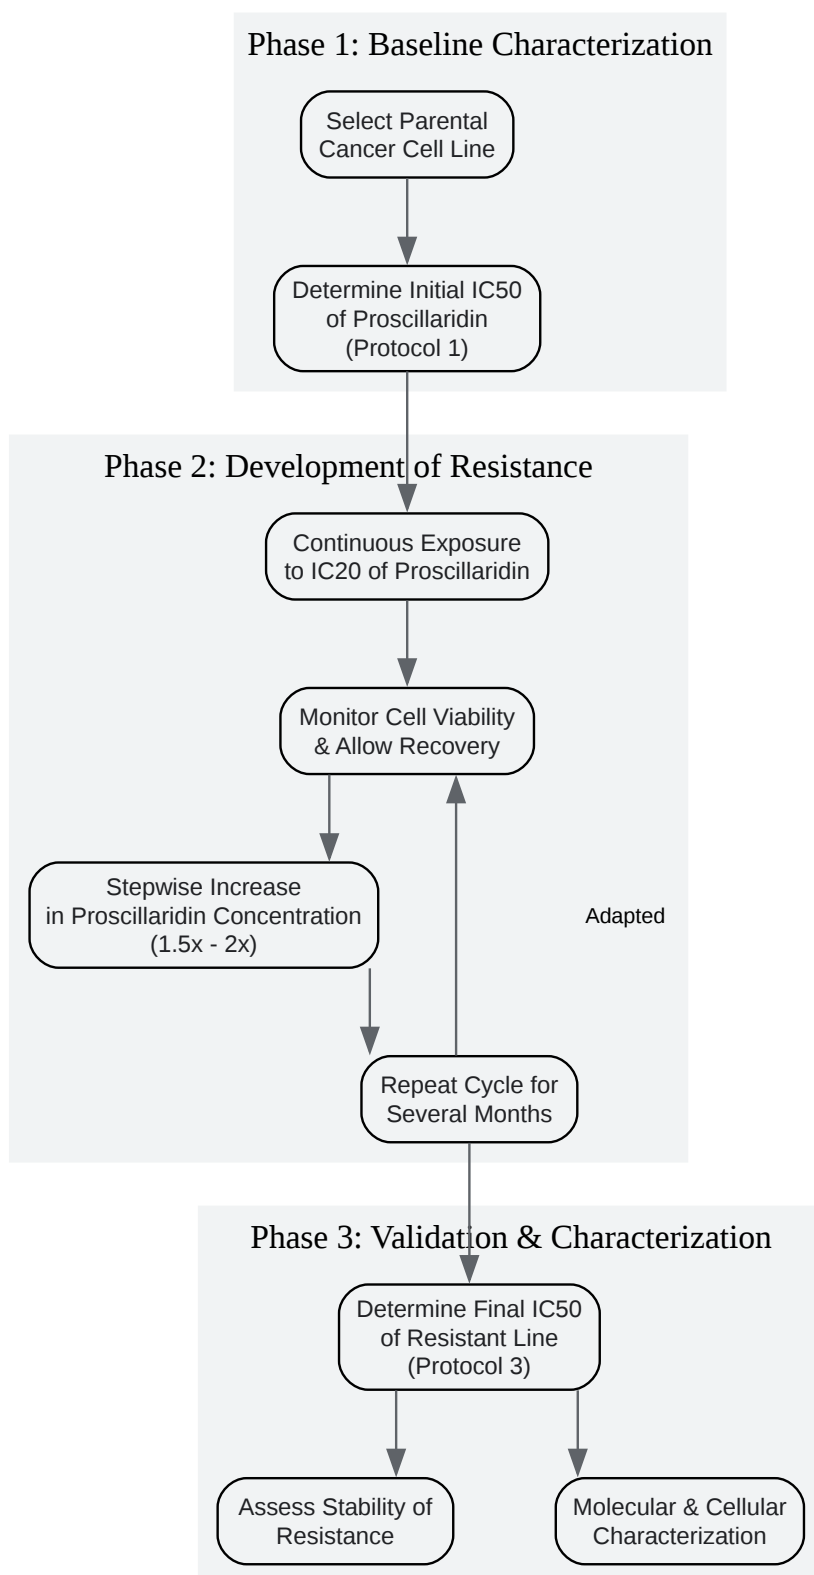 Phase 1: Baseline Characterization
Select Parental
Cancer Cell Line
Determine Initial IC50
of Proscillaridin
(Protocol 1)
Phase 2: Development of Resistance
Continuous Exposure
to IC20 of Proscillaridin
Monitor Cell Viability
& Allow Recovery
Stepwise Increase
in Proscillaridin Concentration
(1.5x - 2x)
Adapted
Repeat Cycle for
Several Months
Phase 3: Validation & Characterization
Determine Final IC50
of Resistant Line
(Protocol 3)
Assess Stability of
Resistance
Molecular & Cellular
Characterization